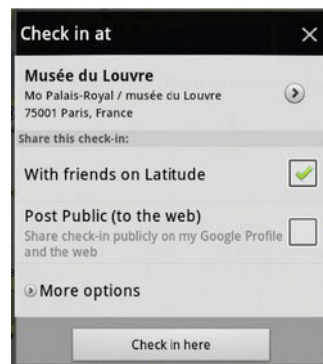 Check in at
Musée du Louvre
Mo Palais-Royal / musée du Louvre
75001 Paris, France
Share this check-in:
With friends on Latitude
Post Public (to the web)
Share check-in publicly on my Google Profile
and the web
More options
Check in here